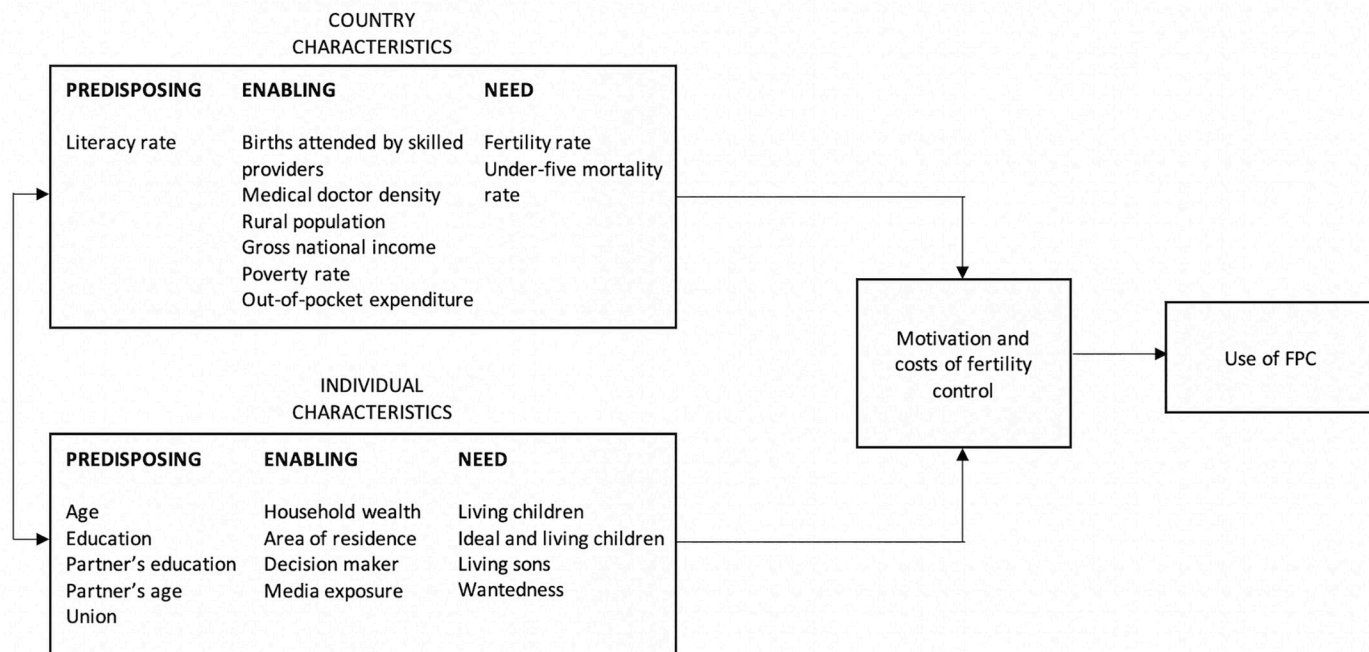 COUNTRY
CHARACTERISTICS
PREDISPOSING
Literacy rate
ENABLING
Births attended by skilled
providers
Medical doctor density
Rural population
Gross national income
Poverty rate
Out-of-pocket expenditure
NEED
Fertility rate
Under-five mortality
rate
INDIVIDUAL
CHARACTERISTICS
PREDISPOSING
Age
Education
Partner's education
Partner's age
Union
ENABLING
Household wealth
Area of residence
Decision maker
Media exposure
NEED
Living children
Ideal and living children
Living sons
Wantedness
Motivation and
costs of fertility
control
Use of FPC